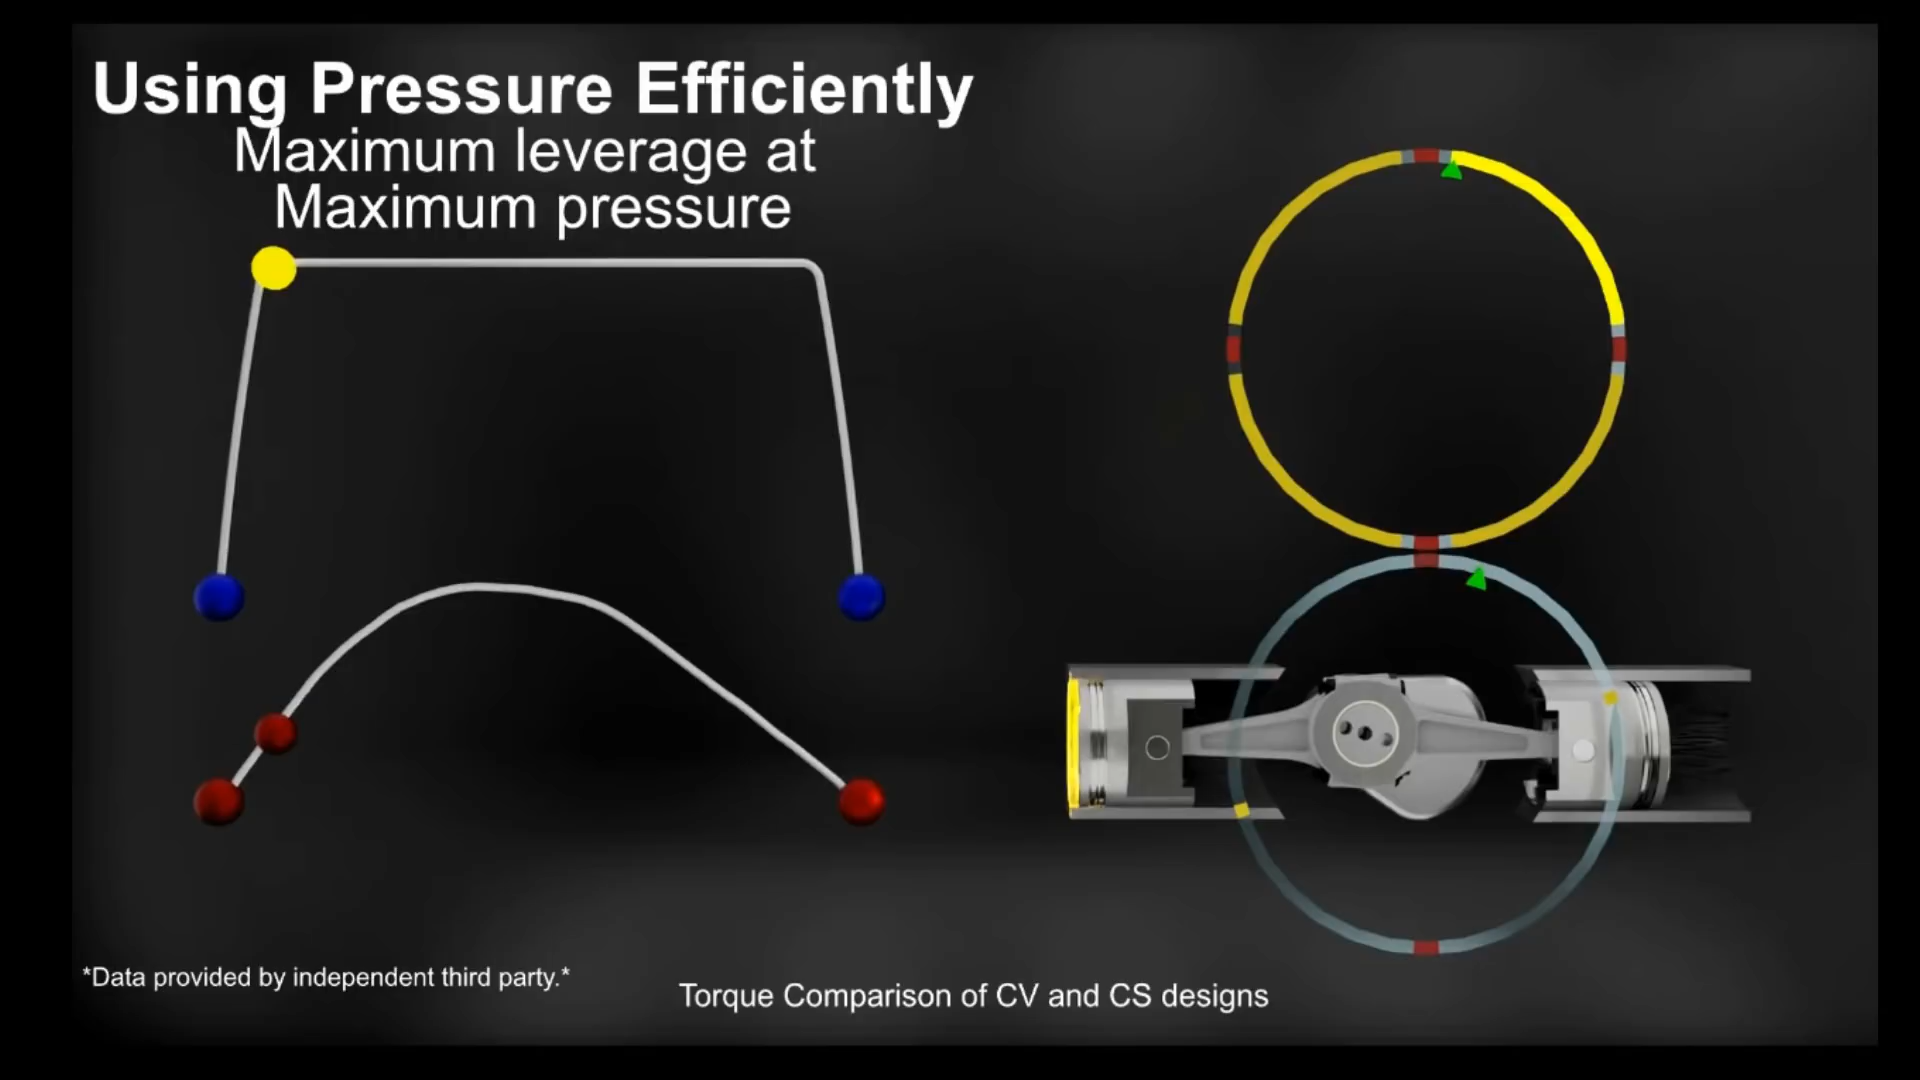 Using Pressure Efficiently
Maximum leverage at
Maximum pressure
*Data provided by independent third party.*
Torque Comparison of CV and CS designs